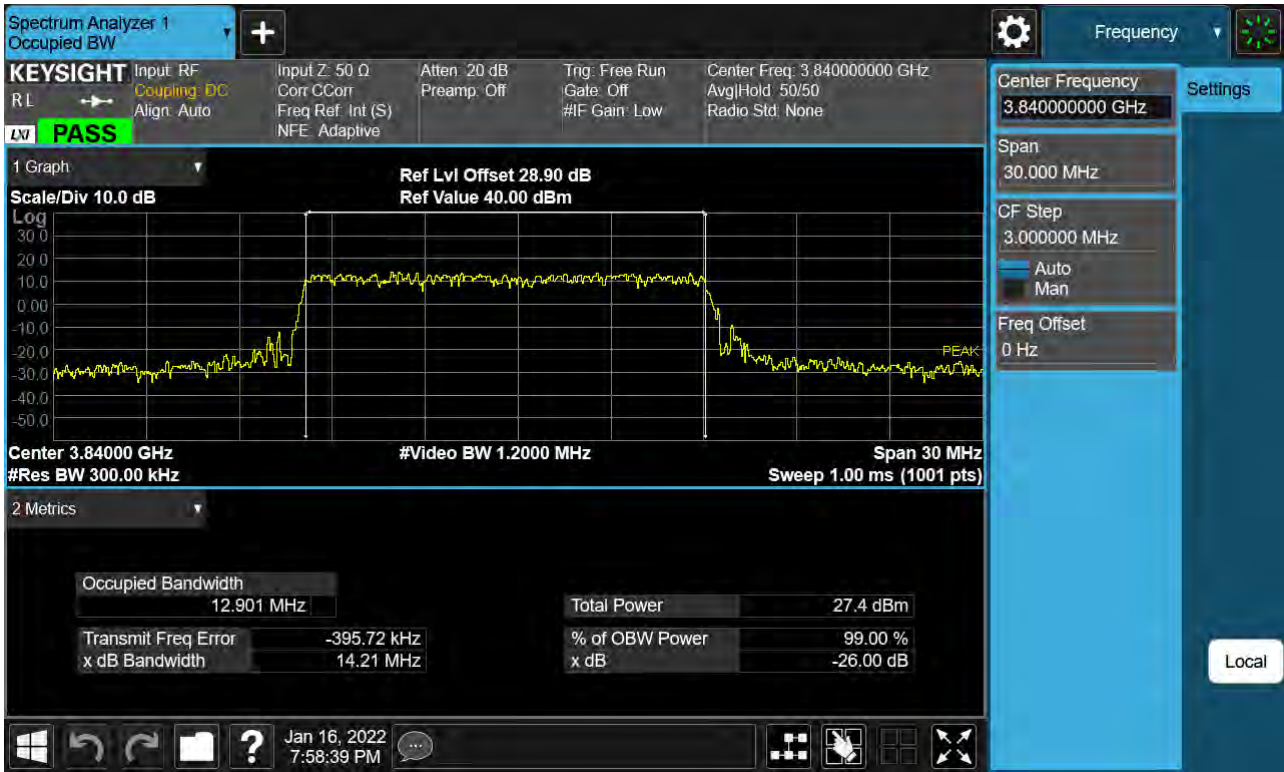 Spectrum Analyzer 1
Occupied BW
Frequency
KEYSIGHT
RL
LXI
PASS
Input: RF
Coupling: DC
Align: Auto
Input Z: 50 Ω
Corr CCorr
Freq Ref: Int (S)
NFE: Adaptive
Atten: 20 dB
Preamp: Off
Trig: Free Run
Gate: Off
#IF Gain: Low
Center Freq: 3.840000000 GHz
Avg|Hold: 50/50
Radio Std: None
Center Frequency
3.840000000 GHz
Settings
Span
30.000 MHz
CF Step
3.000000 MHz
Auto
Man
Freq Offset
0 Hz
1 Graph
Scale/Div 10.0 dB
Ref Lvl Offset 28.90 dB
Ref Value 40.00 dBm
Log
30.0
20.0
10.0
0.00
-10.0
-20.0
-30.0
-40.0
-50.0
PEAK
Center 3.84000 GHz
#Video BW 1.2000 MHz
Span 30 MHz
#Res BW 300.00 kHz
Sweep 1.00 ms (1001 pts)
2 Metrics
Occupied Bandwidth
12.901 MHz
Transmit Freq Error -395.72 kHz
x dB Bandwidth 14.21 MHz
Total Power 27.4 dBm
% of OBW Power 99.00 %
x dB -26.00 dB
Local
Jan 16, 2022
7:58:39 PM